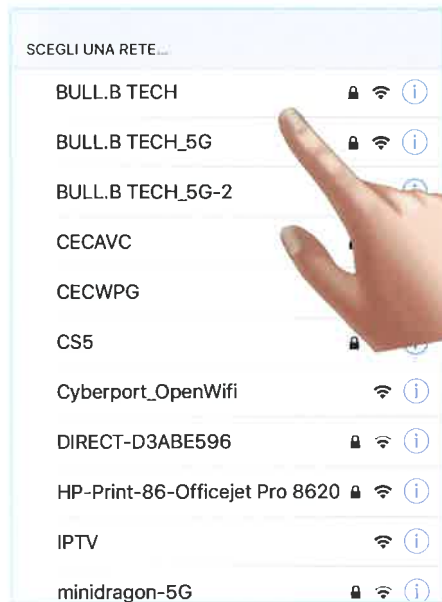 SCEGLI UNA RETE...
BULL.B TECH
BULL.B TECH_5G
BULL.B TECH_5G-2
CECAVC
CECWPG
CS5
Cyberport_OpenWifi
DIRECT-D3ABE596
HP-Print-86-Officejet Pro 8620
IPTV
minidragon-5G